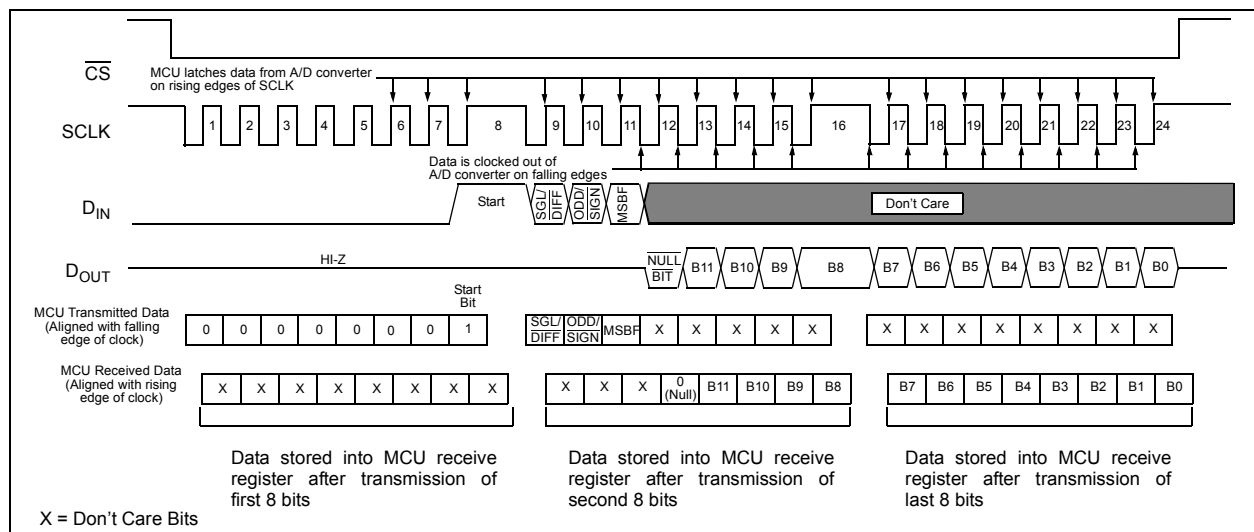 CS
MCU latches data from A/D converter
on rising edges of SCLK
SCLK
1 2 3 4 5 6 7 8 9 10 11 12 13 14 15 16 17 18 19 20 21 22 23 24
Data is clocked out of
A/D converter on falling edges
DIN
Start
SGL/
DIFF
ODD/
SIGN
MSBF
Don't Care
DOUT
HI-Z
NULL
BIT
B11 B10 B9 B8 B7 B6 B5 B4 B3 B2 B1 B0
Start
Bit
MCU Transmitted Data
(Aligned with falling
edge of clock)
0 0 0 0 0 0 0 1
SGL/
DIFF
ODD/
SIGN
MSBF X X X X X
X X X X X X X X
MCU Received Data
(Aligned with rising
edge of clock)
X X X X X X X X
X X X 0
(Null)
B11 B10 B9 B8
B7 B6 B5 B4 B3 B2 B1 B0
Data stored into MCU receive
register after transmission of
first 8 bits
Data stored into MCU receive
register after transmission of
second 8 bits
Data stored into MCU receive
register after transmission of
last 8 bits
X = Don't Care Bits